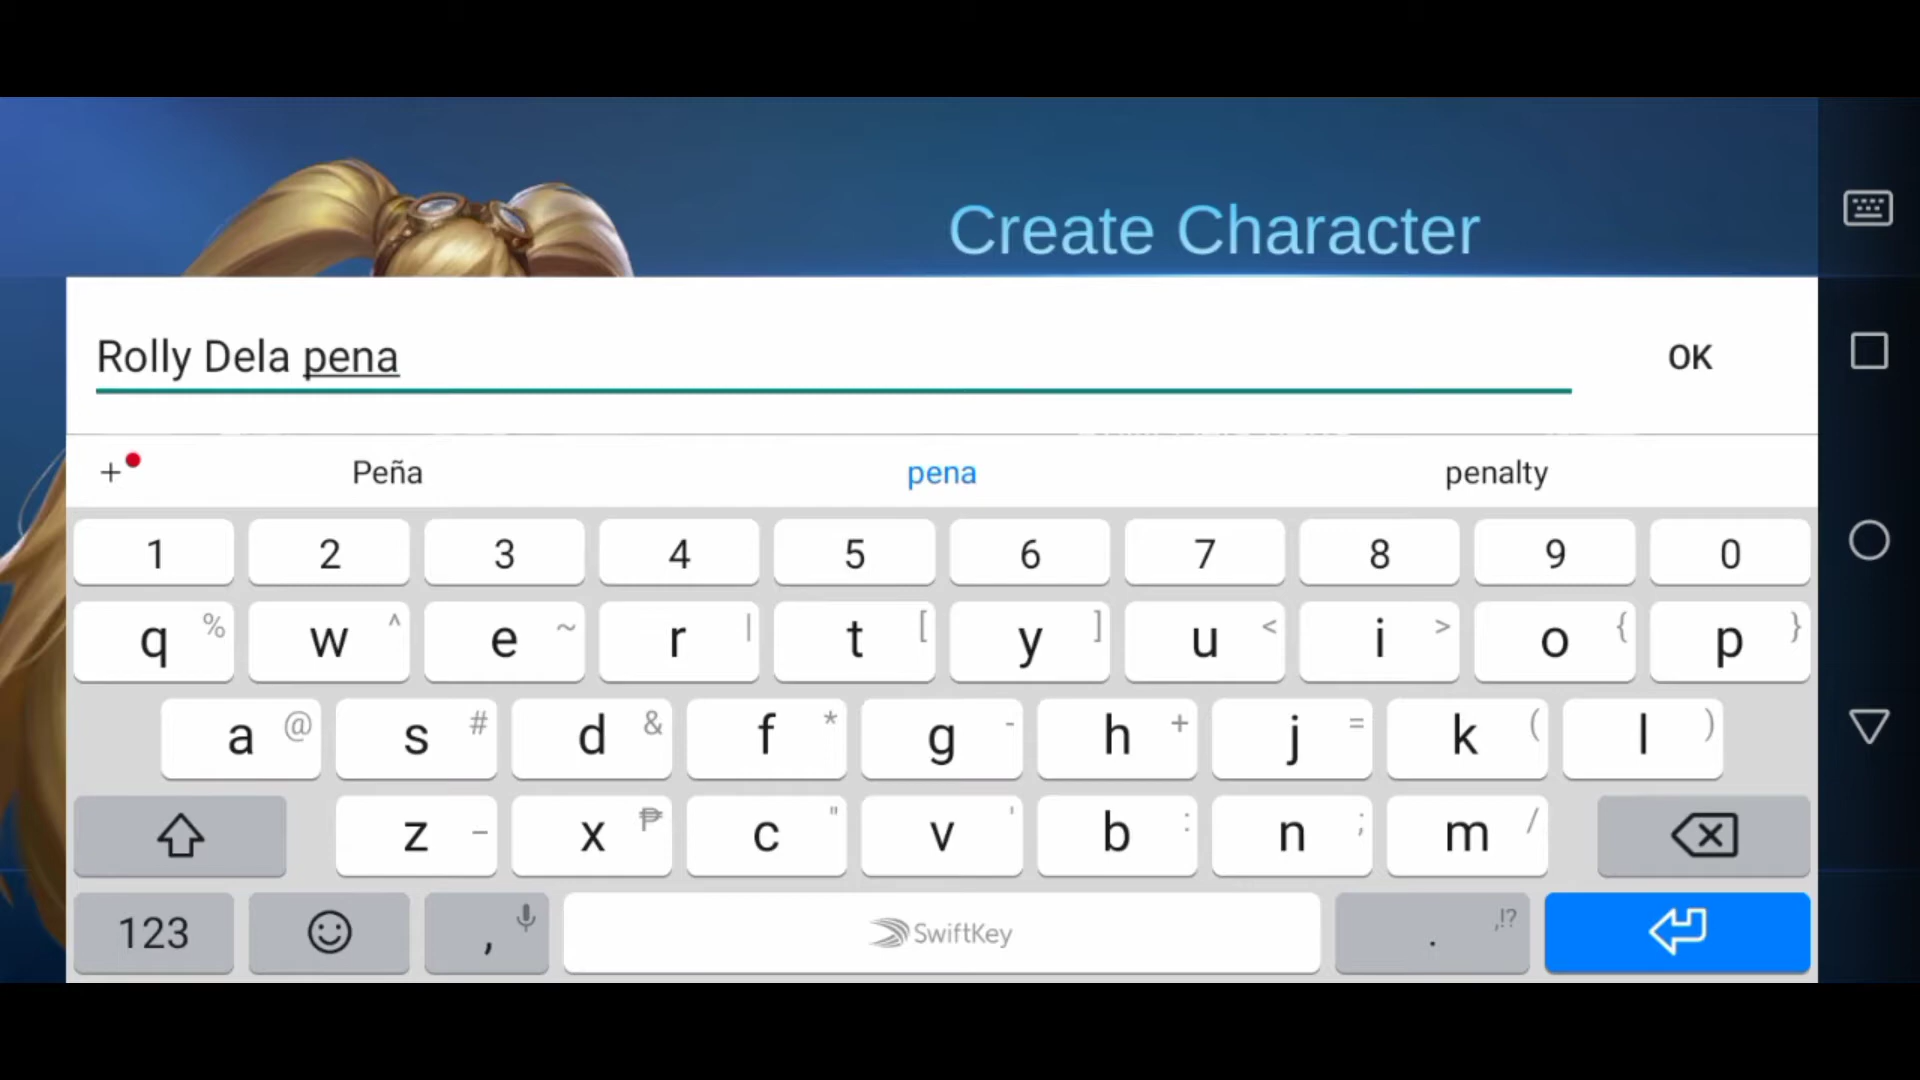 Create Character
Rolly Dela pena
OK
+ Peña pena penalty
1 2 3 4 5 6 7 8 9 0
q % w ^ e ~ r | t [ y ] u < i > o { p }
a @ s # d & f * g - h + j = k ( l )
z _ x ₱ c " v ' b : n ; m /
123 , SwiftKey . ,!?